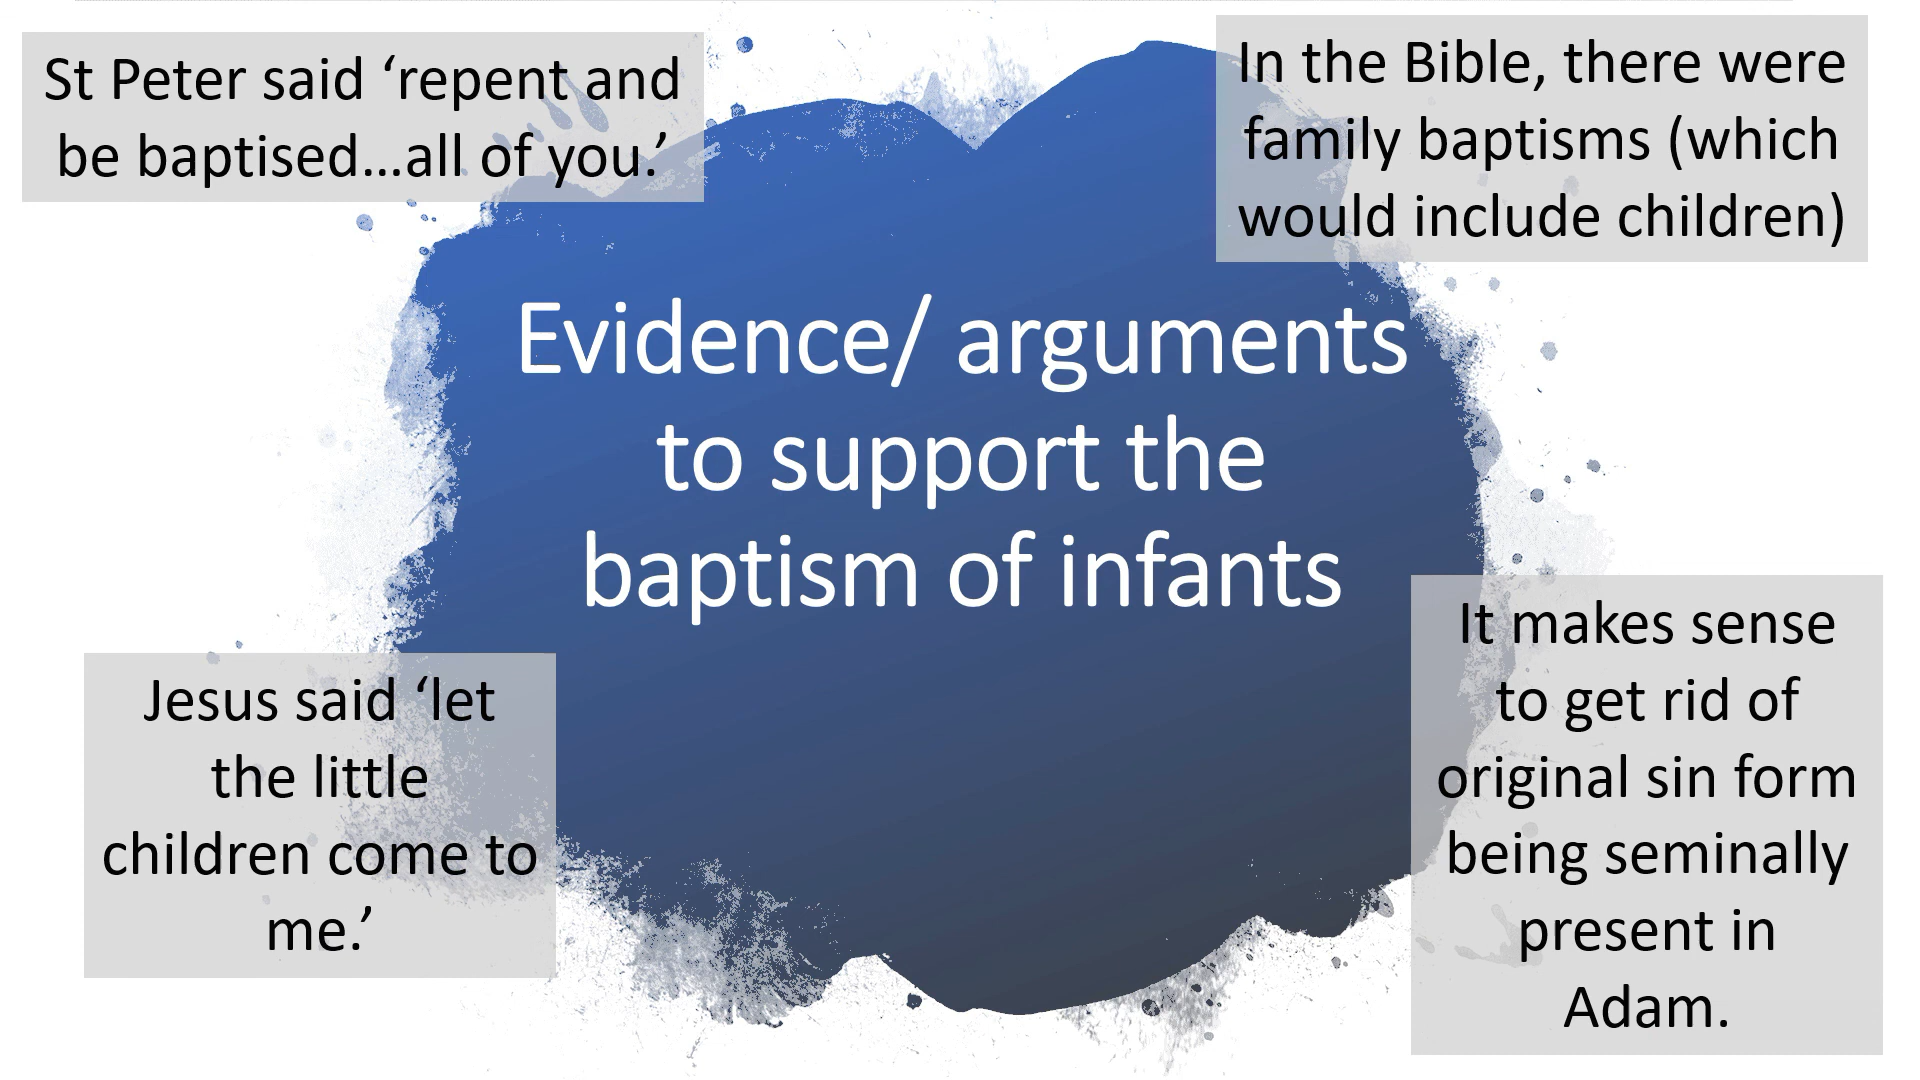 St Peter said ‘repent and
be baptised…all of you.’
In the Bible, there were
family baptisms (which
would include children)
Evidence/ arguments
to support the
baptism of infants
Jesus said ‘let
the little
children come to
me.’
It makes sense
to get rid of
original sin form
being seminally
present in
Adam.